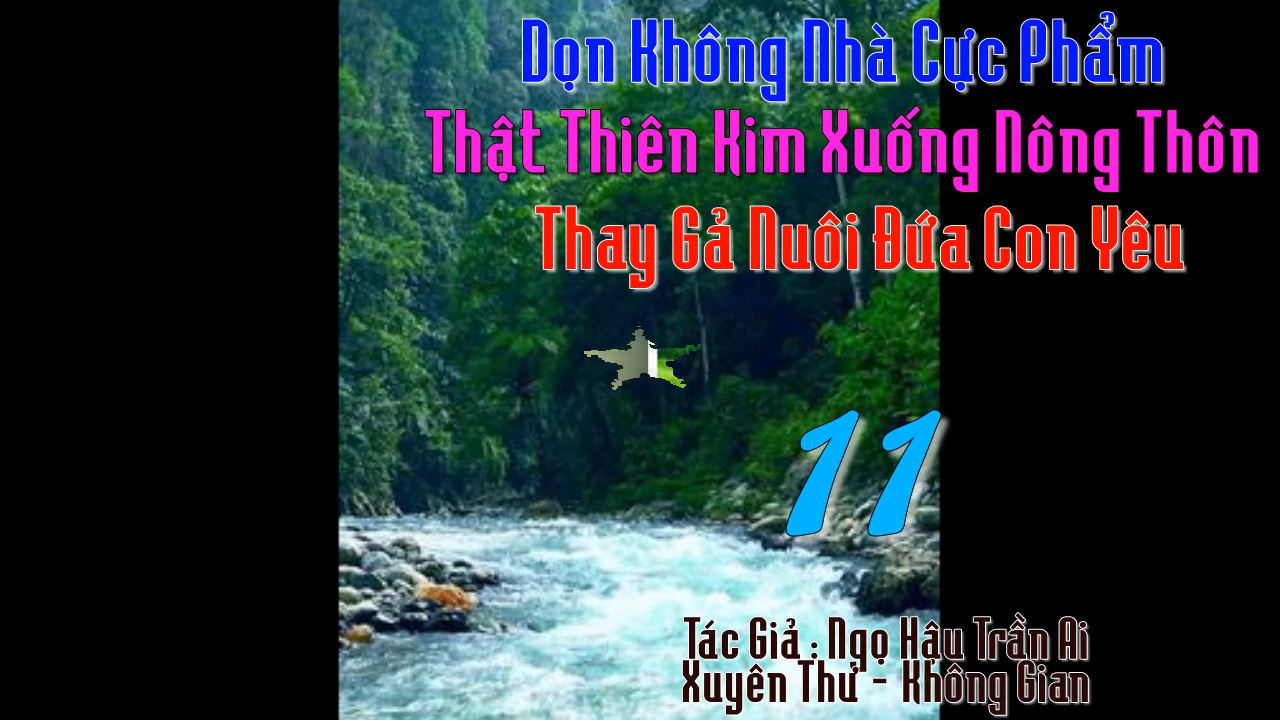 Dọn Không Nhà Cực Phẩm
Thật Thiên Kim Xuống Nông Thôn
Thay Gả Nuôi Đứa Con Yêu
11
Tác Giả : Ngọ Hậu Trần Ai
Xuyên Thư - Không Gian